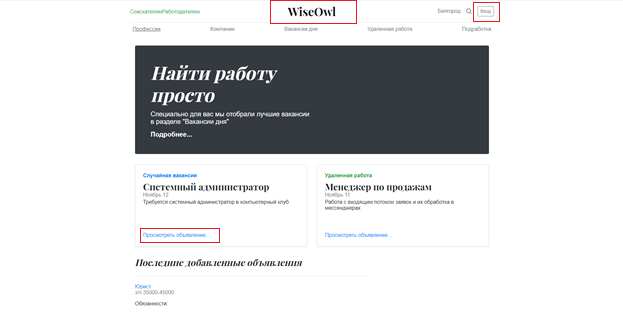 СоискателямРаботодателям WiseOwl Белгород Вход
Профессии Компании Вакансии дня Удаленная работа Подработка
Найти работу
просто
Специально для вас мы отобрали лучшие вакансии
в разделе "Вакансии дня"
Подробнее...
Случайная вакансия
Системный администратор
Ноябрь 12
Требуется системный администратор в компьютерный клуб
Просмотреть объявление...
Удаленная работа
Менеджер по продажам
Ноябрь 11
Работа с входящим потоком заявок и их обработка в
мессенджерах
Просмотреть объявление...
Последние добавленные объявления
Юрист
з/п 35000-45000
Обязанности: